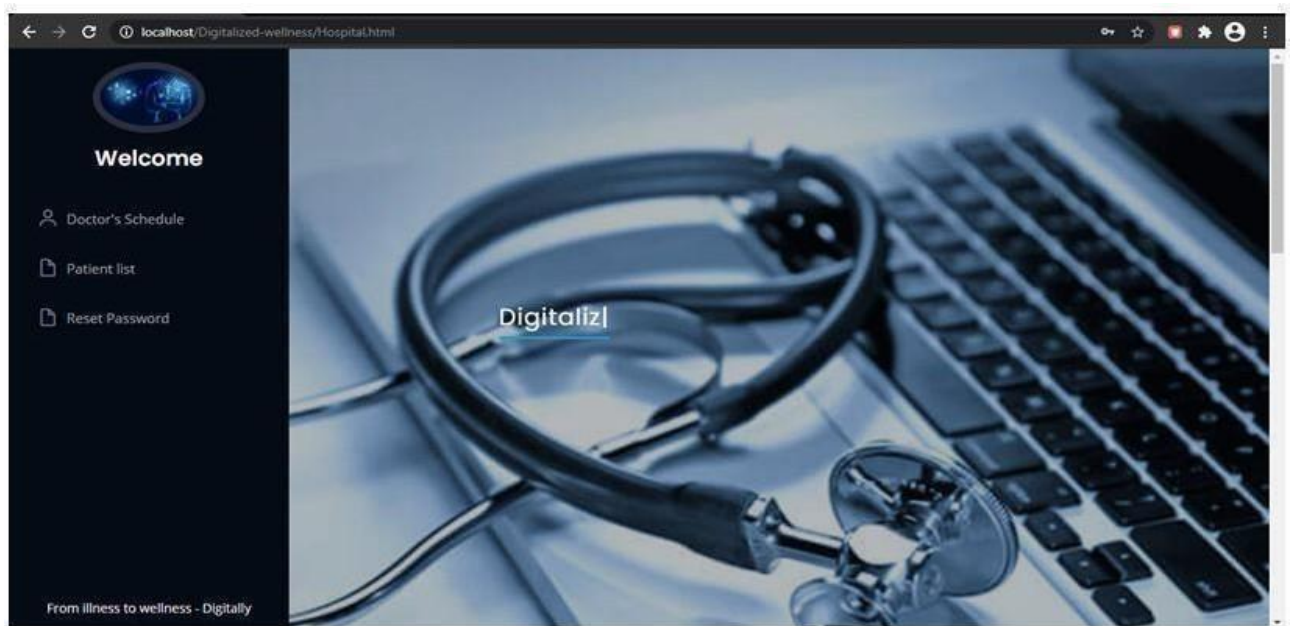 localhost/Digitalized-wellness/Hospital.html
Welcome
Doctor's Schedule
Patient list
Reset Password
Digitaliz
From illness to wellness - Digitally